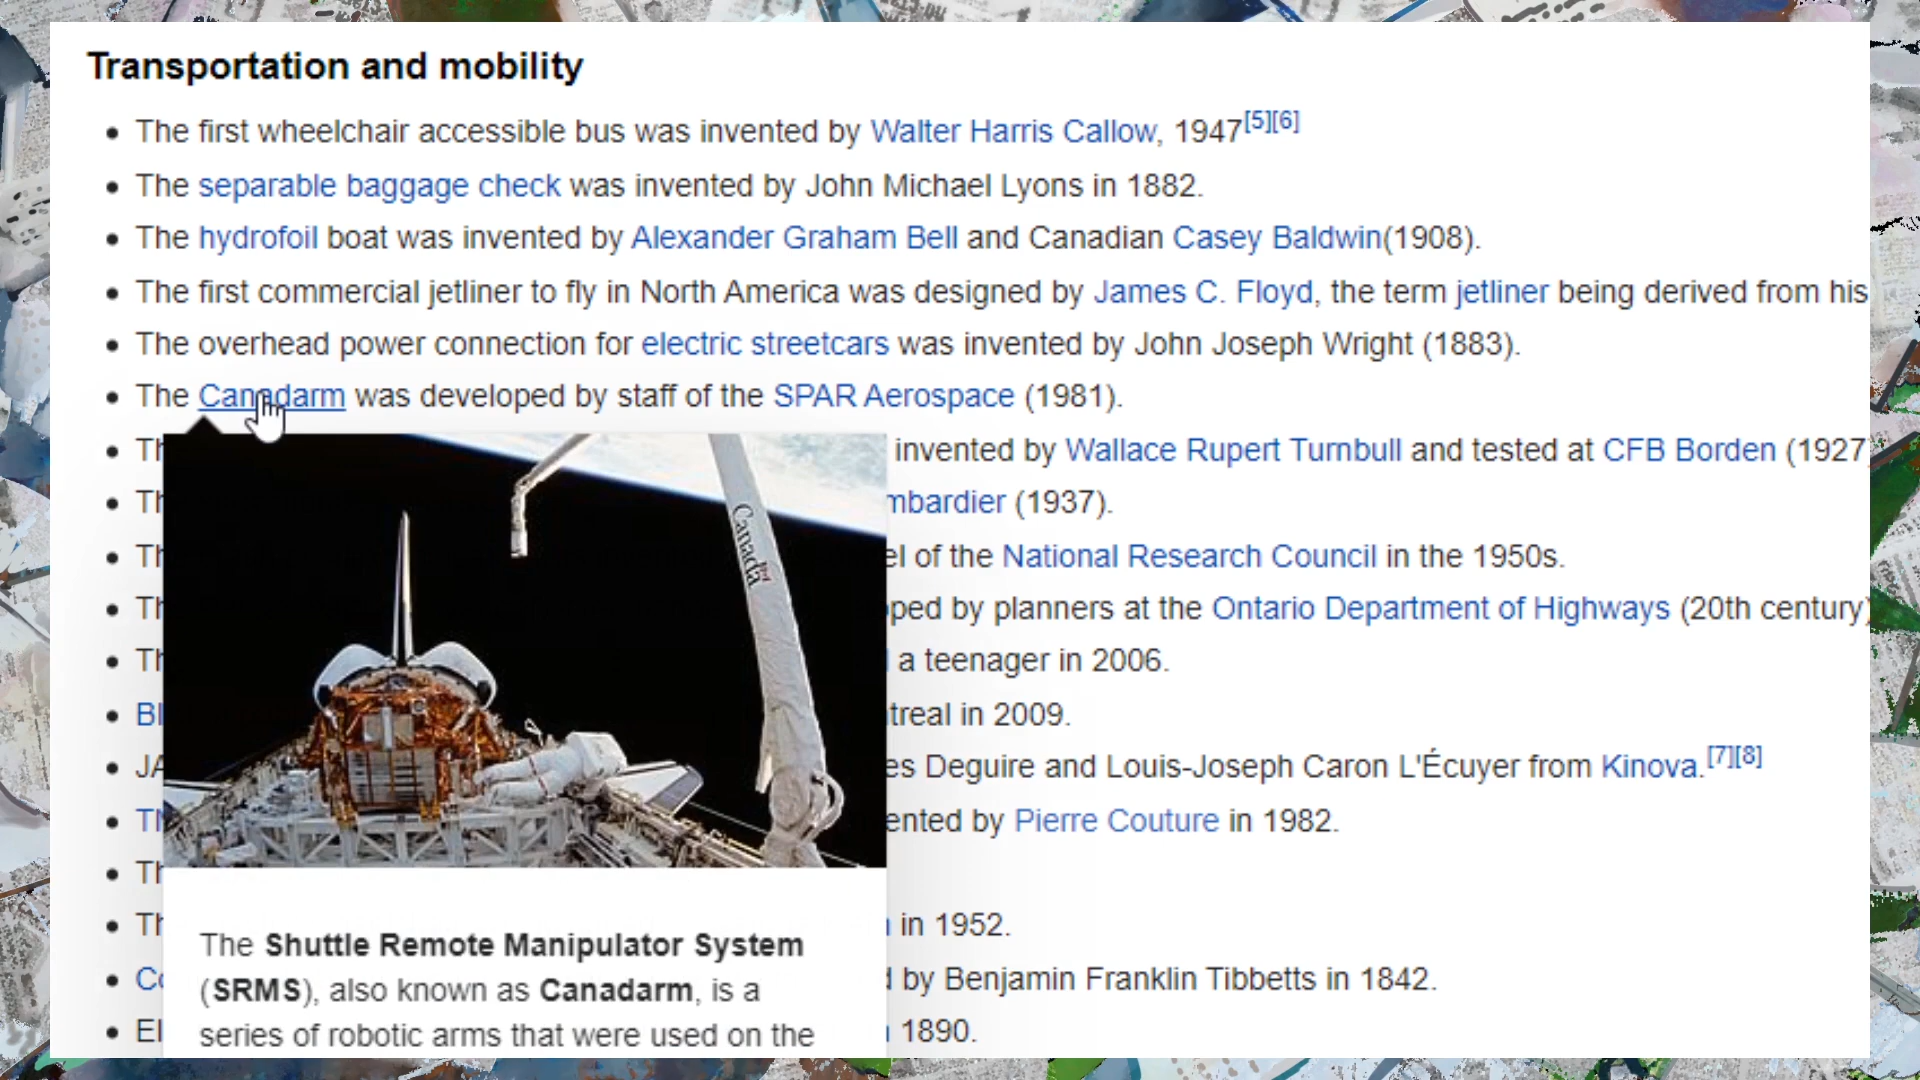 Transportation and mobility
The first wheelchair accessible bus was invented by Walter Harris Callow, 1947[5][6]
The separable baggage check was invented by John Michael Lyons in 1882.
The hydrofoil boat was invented by Alexander Graham Bell and Canadian Casey Baldwin(1908).
The first commercial jetliner to fly in North America was designed by James C. Floyd, the term jetliner being derived from his
The overhead power connection for electric streetcars was invented by John Joseph Wright (1883).
The Canadarm was developed by staff of the SPAR Aerospace (1981).
invented by Wallace Rupert Turnbull and tested at CFB Borden (1927
mbardier (1937).
Canada
of the National Research Council in the 1950s.
ped by planners at the Ontario Department of Highways (20th century)
a teenager in 2006.
Bl
treal in 2009.
JA
es Deguire and Louis-Joseph Caron L'Écuyer from Kinova.[7][8]
ented by Pierre Couture in 1982.
in 1952.
The Shuttle Remote Manipulator System
Co
by Benjamin Franklin Tibbetts in 1842.
(SRMS), also known as Canadarm, is a
El
1890.
series of robotic arms that were used on the